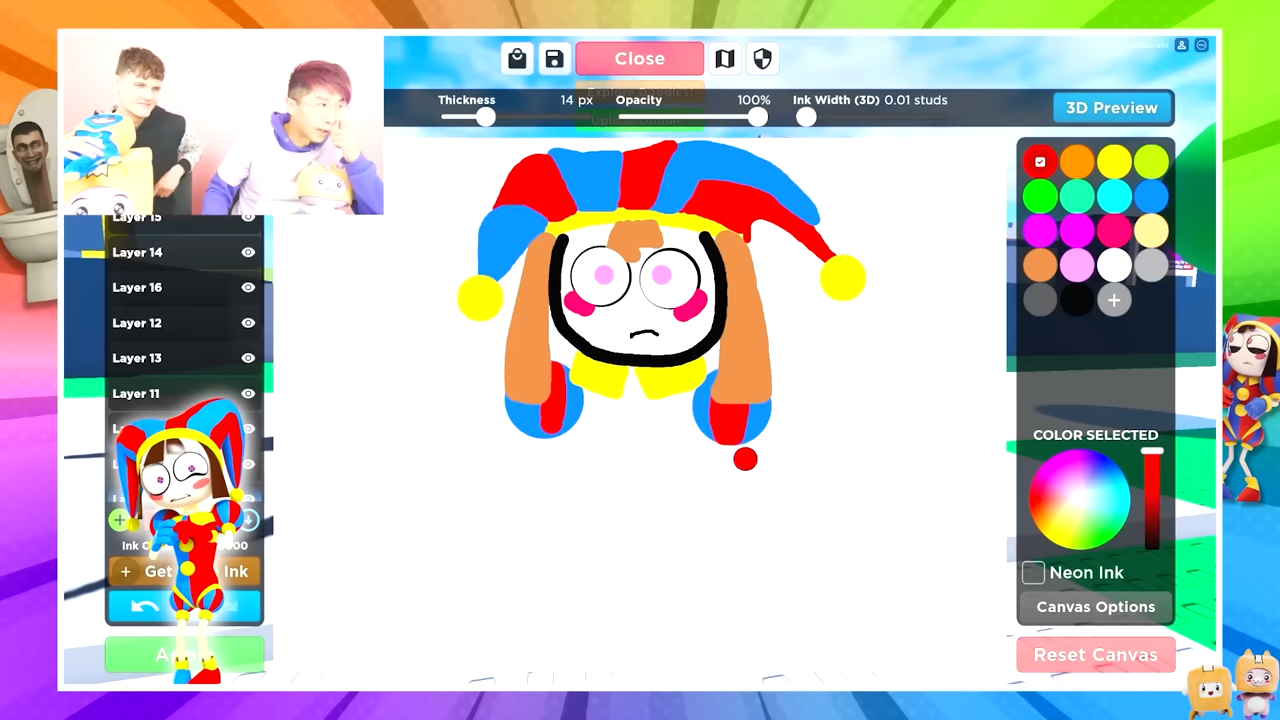 Close
Thickness
14 px
Opacity
100%
Ink Width (3D) 0.01 studs
3D Preview
Layer 15
Layer 14
Layer 16
Layer 12
Layer 13
Layer 11
COLOR SELECTED
+ Get
Ink
Neon Ink
Canvas Options
Reset Canvas